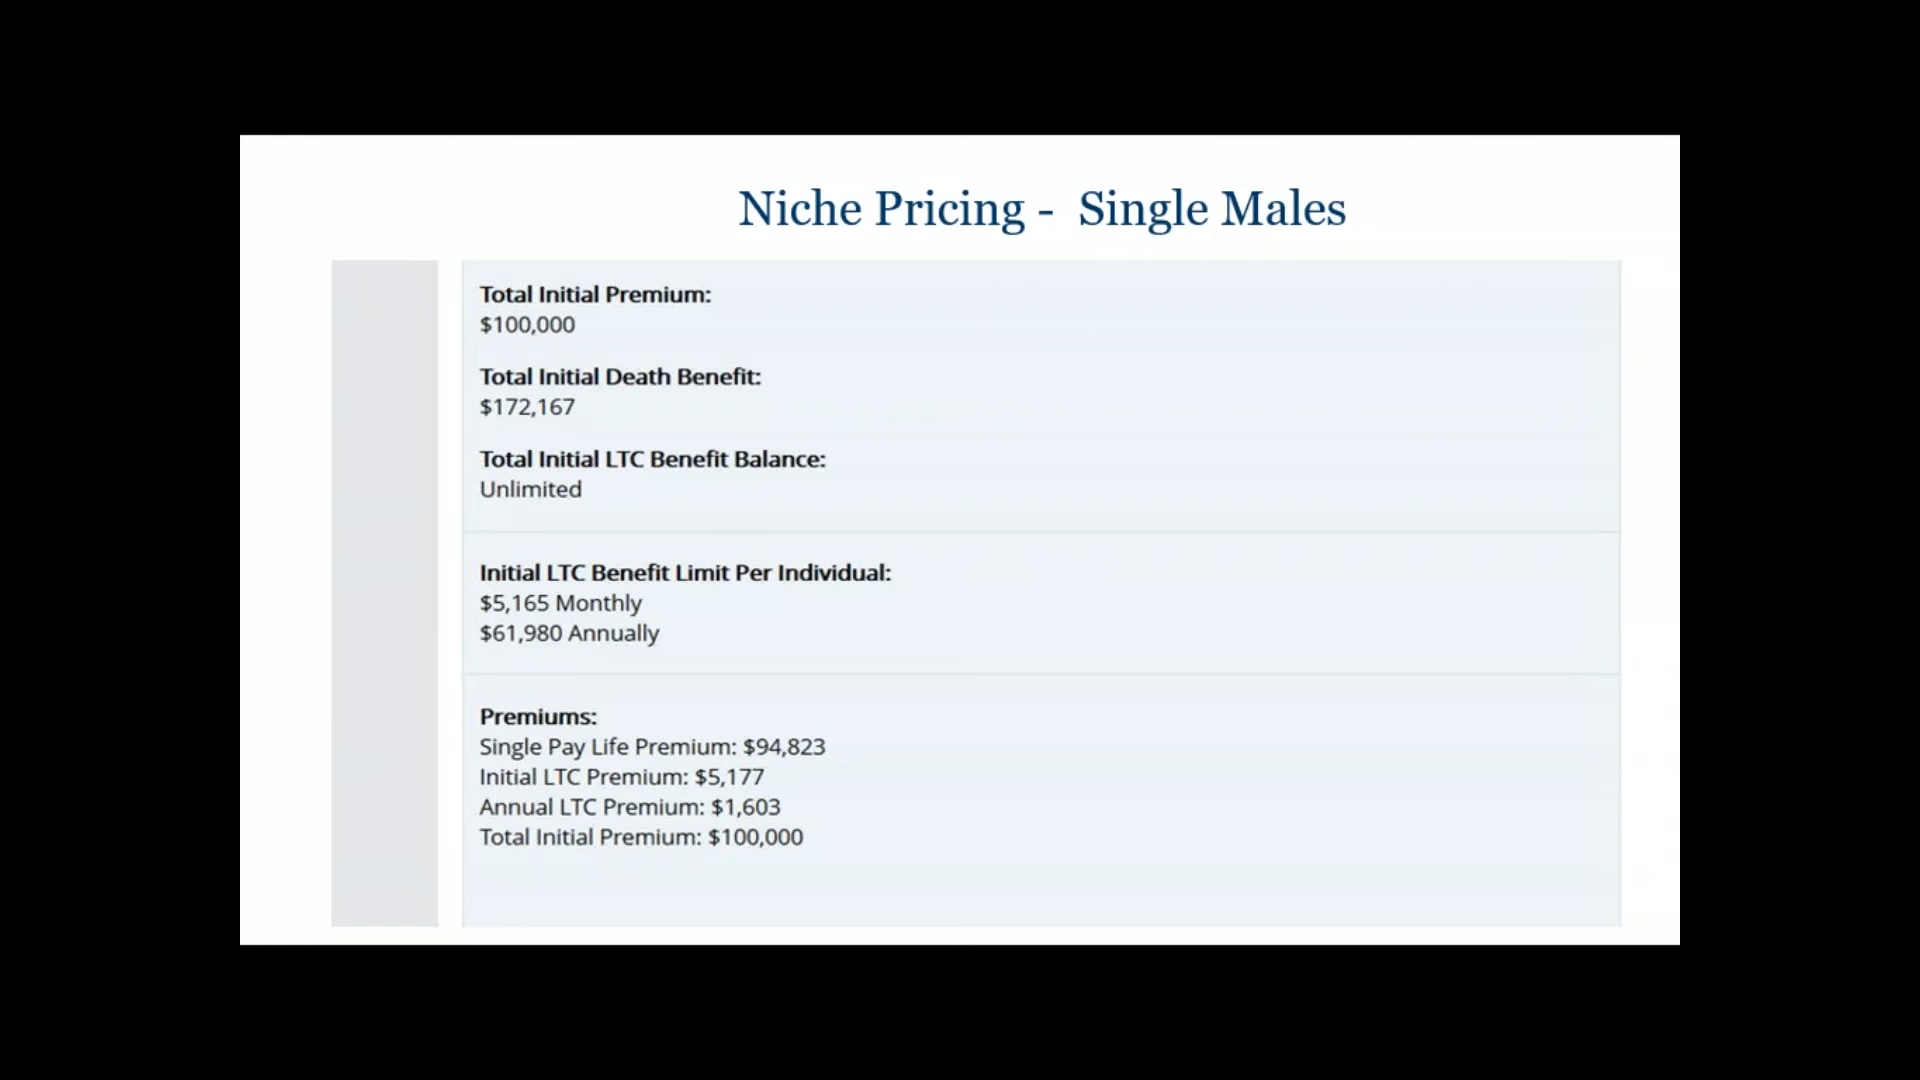 Niche Pricing - Single Males
Total Initial Premium:
$100,000
Total Initial Death Benefit:
$172,167
Total Initial LTC Benefit Balance:
Unlimited
Initial LTC Benefit Limit Per Individual:
$5,165 Monthly
$61,980 Annually
Premiums:
Single Pay Life Premium: $94,823
Initial LTC Premium: $5,177
Annual LTC Premium: $1,603
Total Initial Premium: $100,000